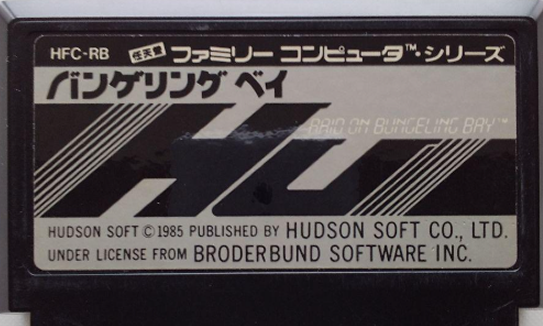 HFC-RB 任天堂 ファミリー コンピュータ™・シリーズ
バンゲリング ベイ
RAID ON BUNGELING BAY™
HUDSON SOFT ©1985 PUBLISHED BY HUDSON SOFT CO., LTD.
UNDER LICENSE FROM BRODERBUND SOFTWARE INC.